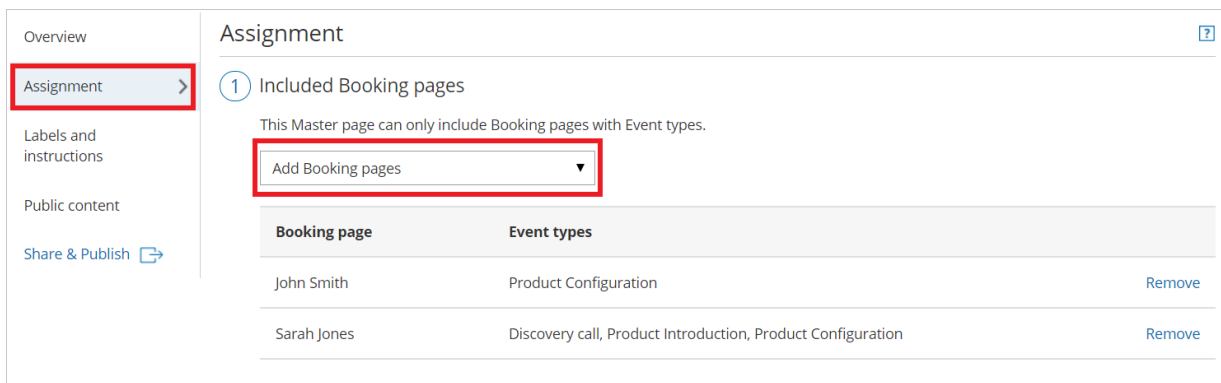 Overview
Assignment
Labels and
instructions
Public content
Share & Publish
Assignment
?
1 Included Booking pages
This Master page can only include Booking pages with Event types.
Add Booking pages
Booking page Event types
John Smith Product Configuration Remove
Sarah Jones Discovery call, Product Introduction, Product Configuration Remove